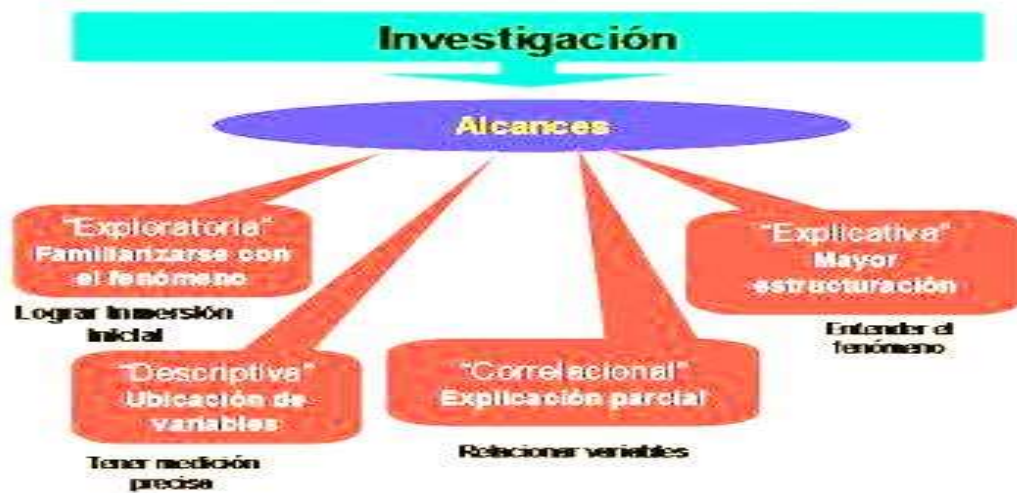 Investigación
Alcances
"Exploratoria"
Familiarizarse con
el fenómeno
Lograr Inmersión
Inicial
"Descriptiva"
Ubicación de
variables
Tener medición
precisa
"Correlacional"
Explicación parcial
Relacionar variables
"Explicativa"
Mayor
estructuración
Entender el
fenómeno